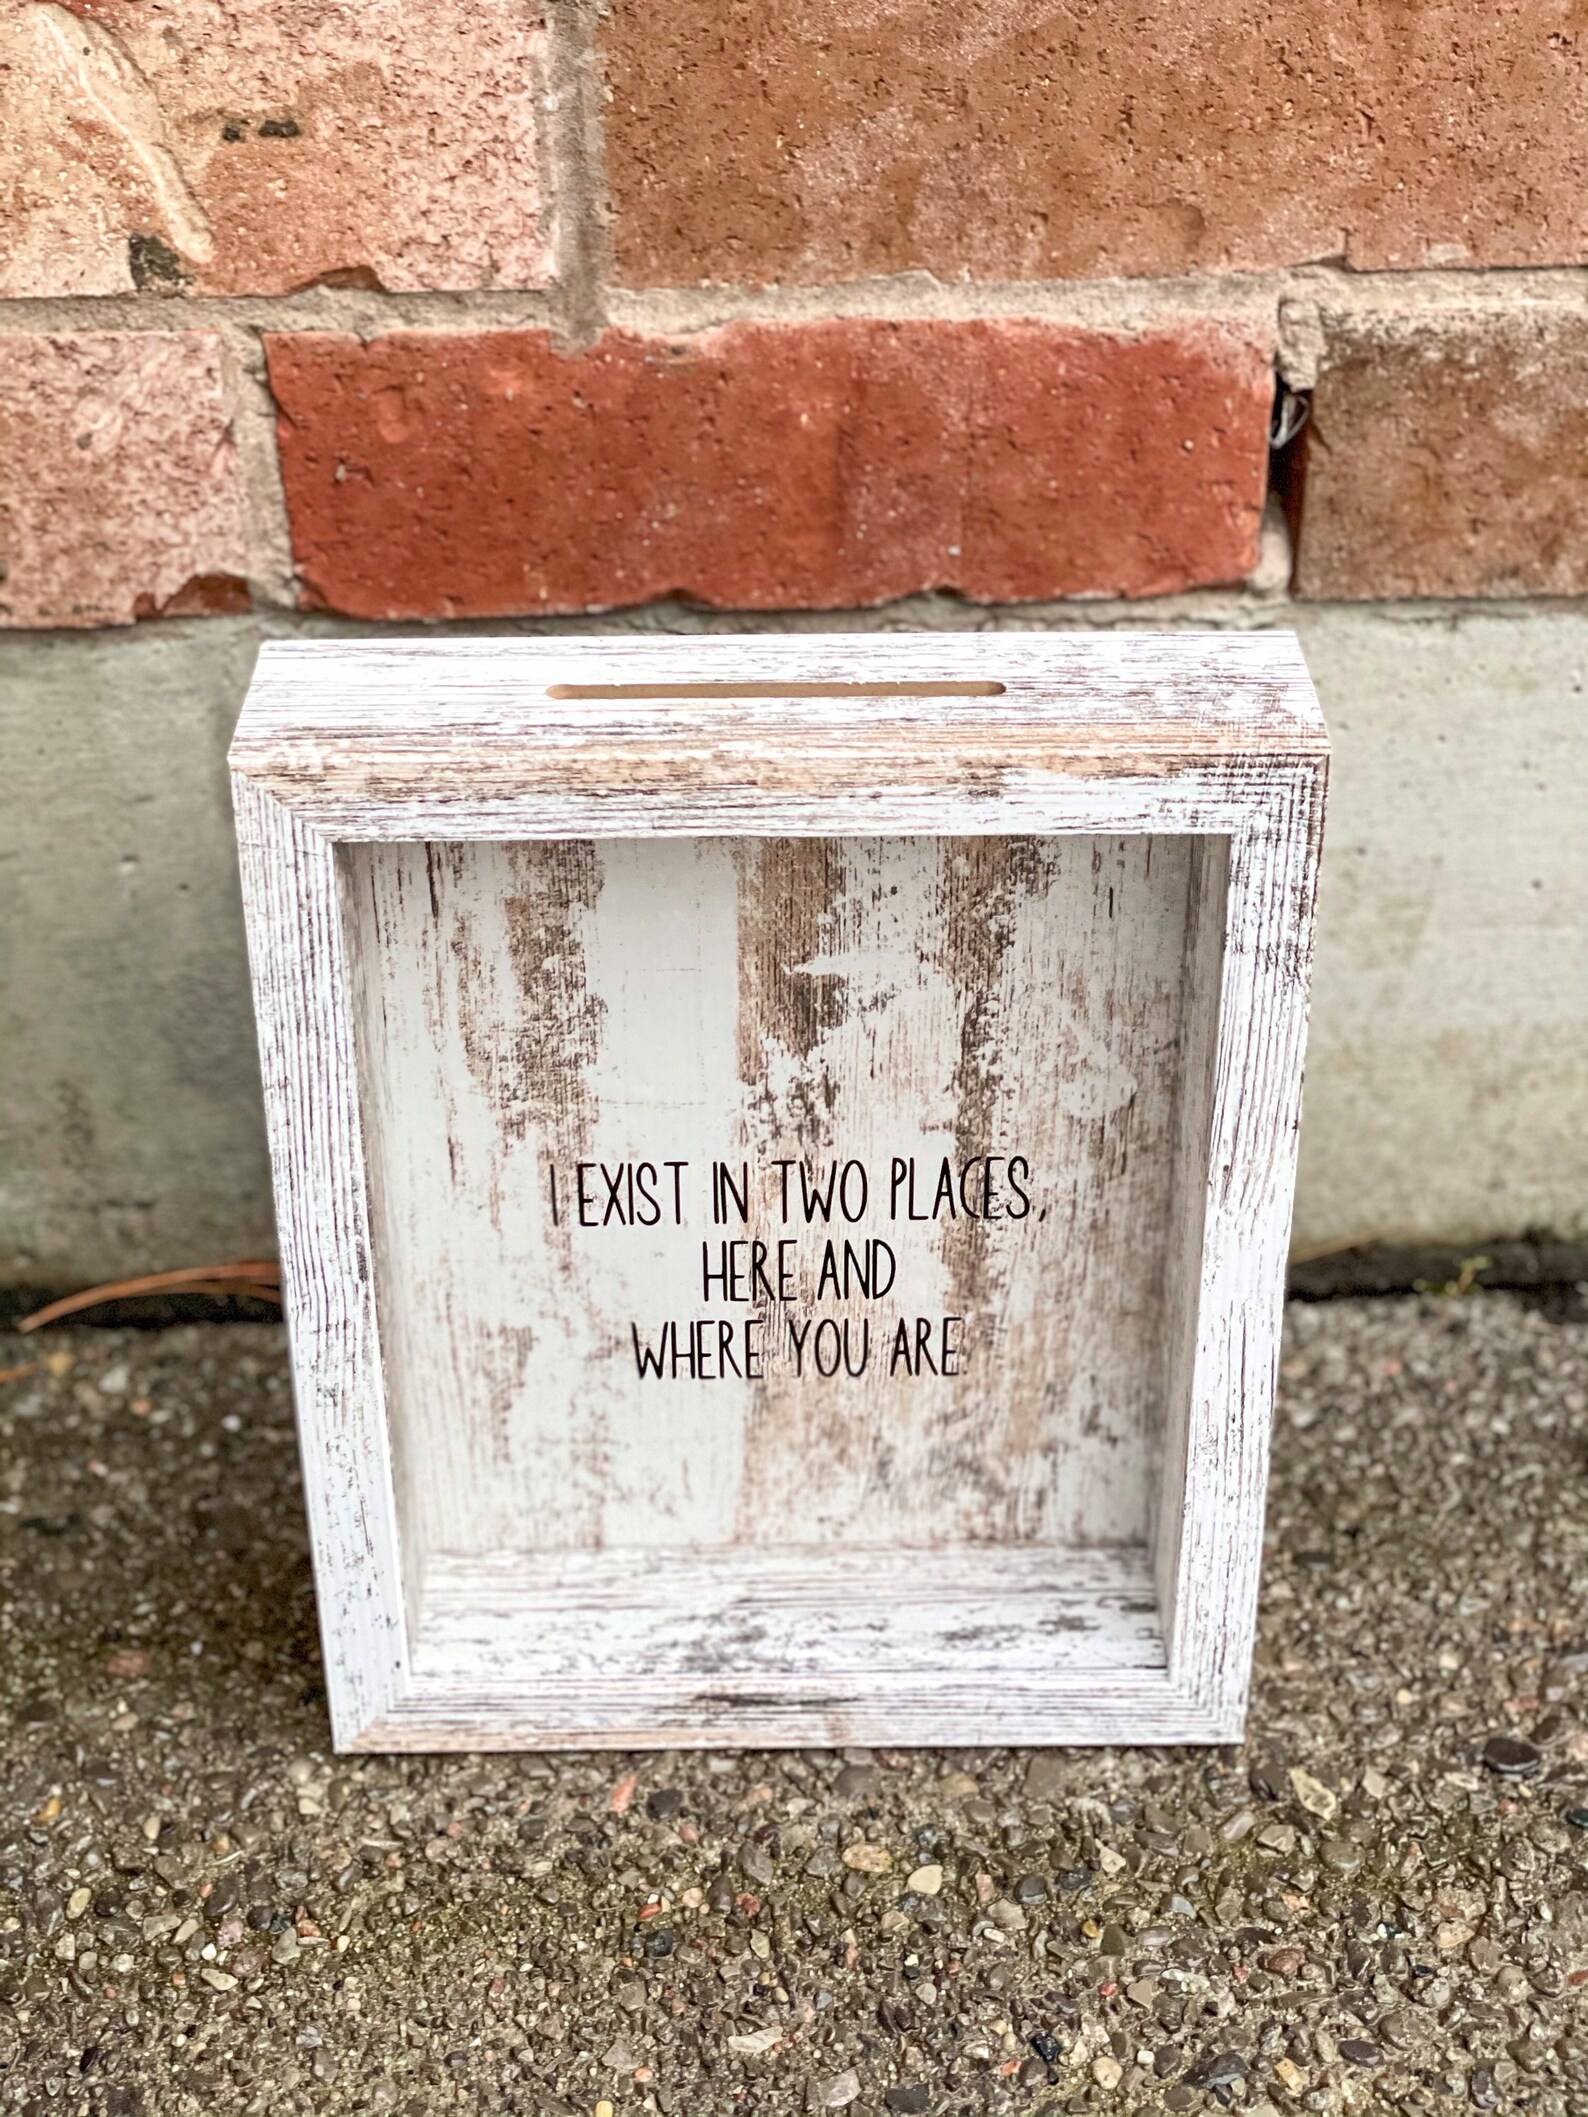 I EXIST IN TWO PLACES,
HERE AND
WHERE YOU ARE.